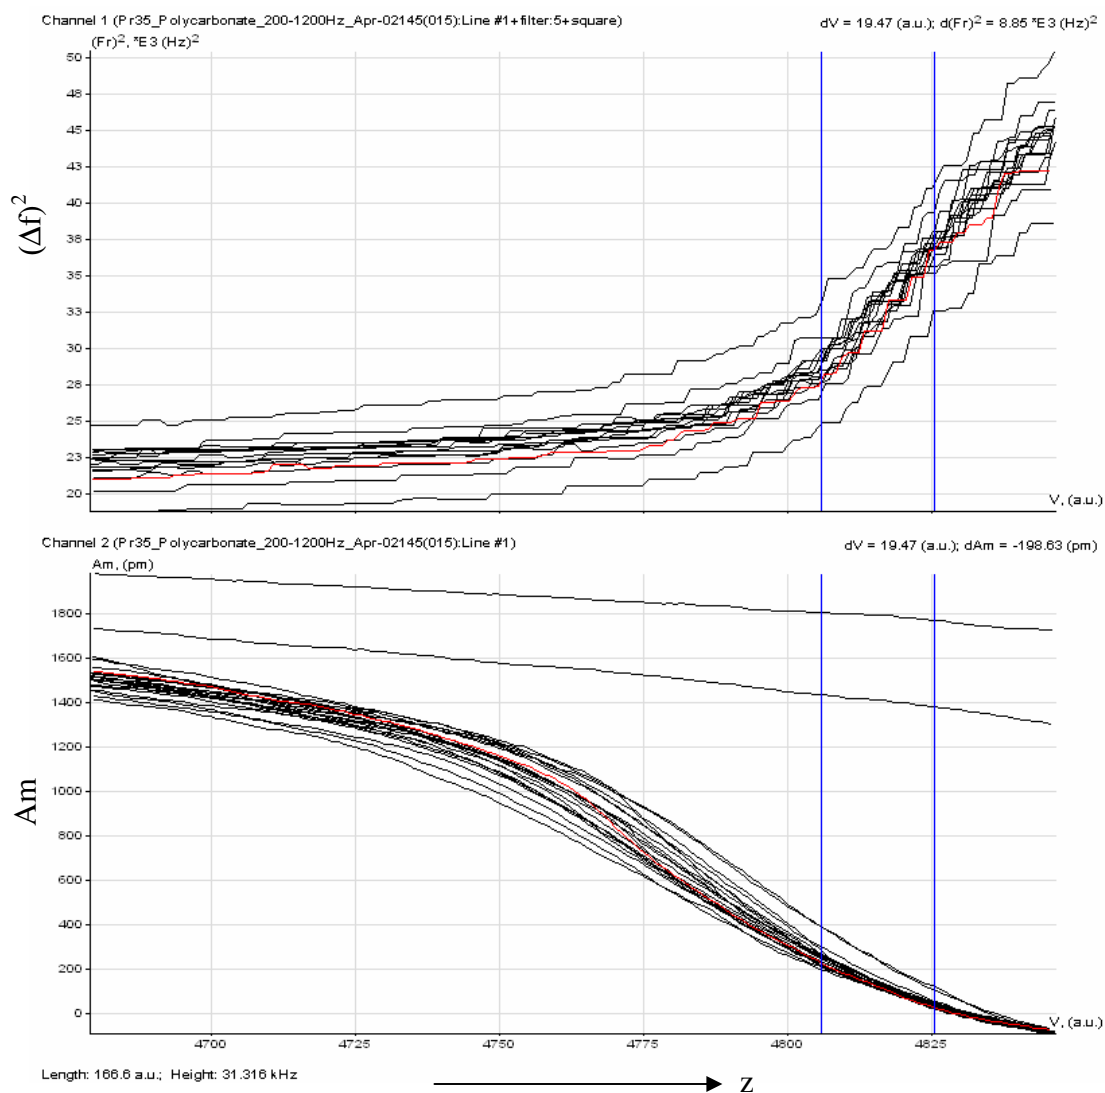 Channel 1 (Pr35_Polycarbonate_200-1200Hz_Apr-02145(015):Line #1+filter:5+square) dV = 19.47 (a.u.); d(Fr)² = 8.85 *E3 (Hz)²
(Fr)², *E3 (Hz)²
50
48
45
43
40
38
35
33
30
28
25
23
20
(Δf)²
V, (a.u.)
Channel 2 (Pr35_Polycarbonate_200-1200Hz_Apr-02145(015):Line #1) dV = 19.47 (a.u.); dAm = -198.63 (pm)
Am, (pm)
1800
1600
1400
1200
1000
800
600
400
200
0
Am
V, (a.u.)
4700 4725 4750 4775 4800 4825
Length: 166.6 a.u.; Height: 31.316 kHz
z